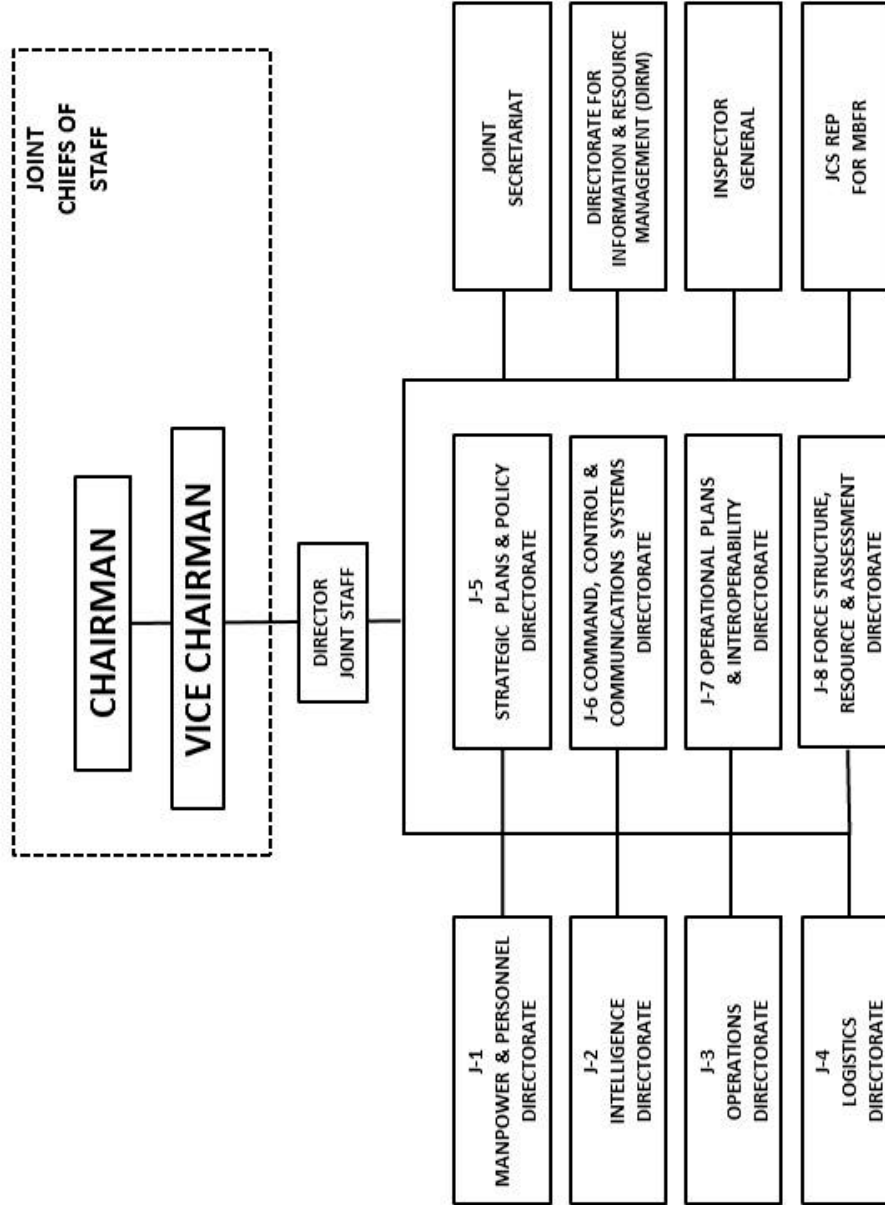 JOINT
CHIEFS OF
STAFF
CHAIRMAN
VICE CHAIRMAN
DIRECTOR
JOINT STAFF
J-1
MANPOWER & PERSONNEL
DIRECTORATE
J-2
INTELLIGENCE
DIRECTORATE
J-3
OPERATIONS
DIRECTORATE
J-4
LOGISTICS
DIRECTORATE
J-5
STRATEGIC PLANS & POLICY
DIRECTORATE
J-6 COMMAND, CONTROL &
COMMUNICATIONS SYSTEMS
DIRECTORATE
J-7 OPERATIONAL PLANS
& INTEROPERABILITY
DIRECTORATE
J-8 FORCE STRUCTURE,
RESOURCE & ASSESSMENT
DIRECTORATE
JOINT
SECRETARIAT
DIRECTORATE FOR
INFORMATION & RESOURCE
MANAGEMENT (DIRM)
INSPECTOR
GENERAL
JCS REP
FOR MBFR